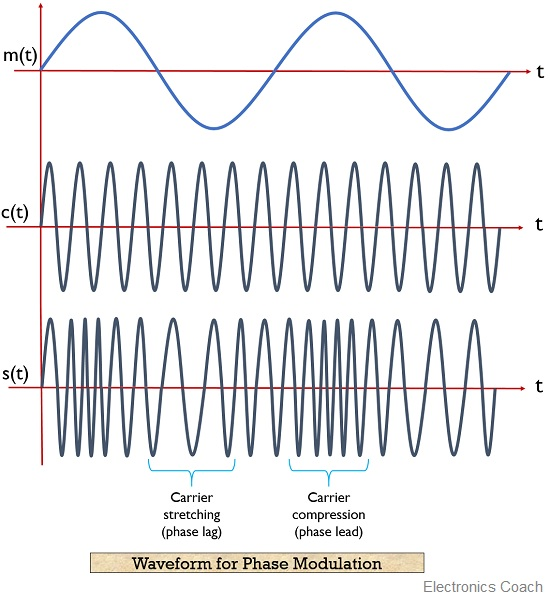 m(t)
t
c(t)
t
s(t)
t
Carrier
stretching
(phase lag)
Carrier
compression
(phase lead)
Waveform for Phase Modulation
Electronics Coach